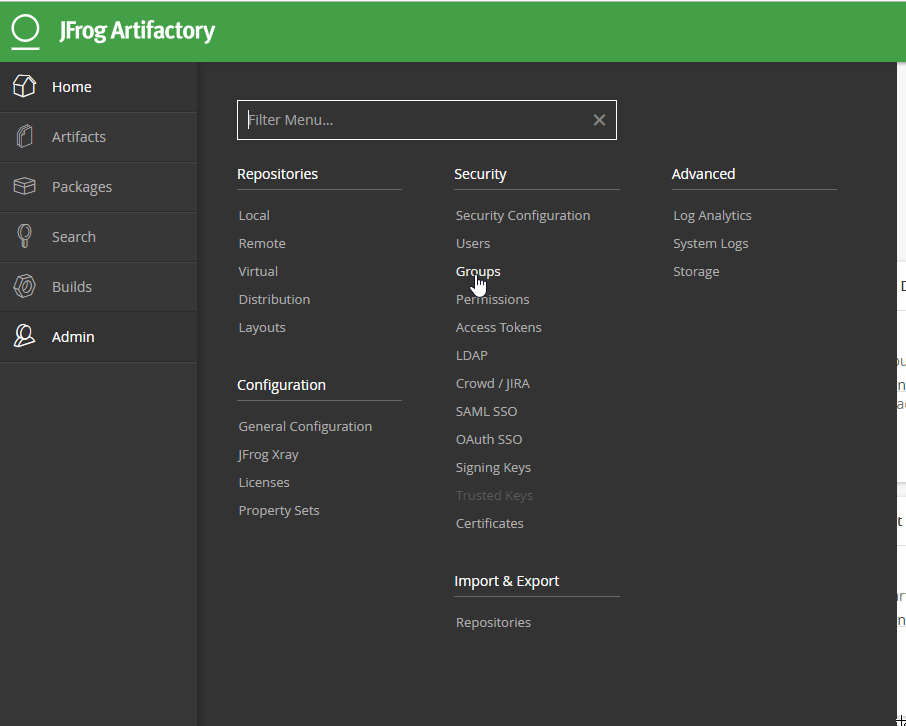 JFrog Artifactory
Home
Artifacts
Packages
Search
Builds
Admin
Filter Menu...
Repositories
Local
Remote
Virtual
Distribution
Layouts
Configuration
General Configuration
JFrog Xray
Licenses
Property Sets
Security
Security Configuration
Users
Groups
Permissions
Access Tokens
LDAP
Crowd / JIRA
SAML SSO
OAuth SSO
Signing Keys
Trusted Keys
Certificates
Import & Export
Repositories
Advanced
Log Analytics
System Logs
Storage